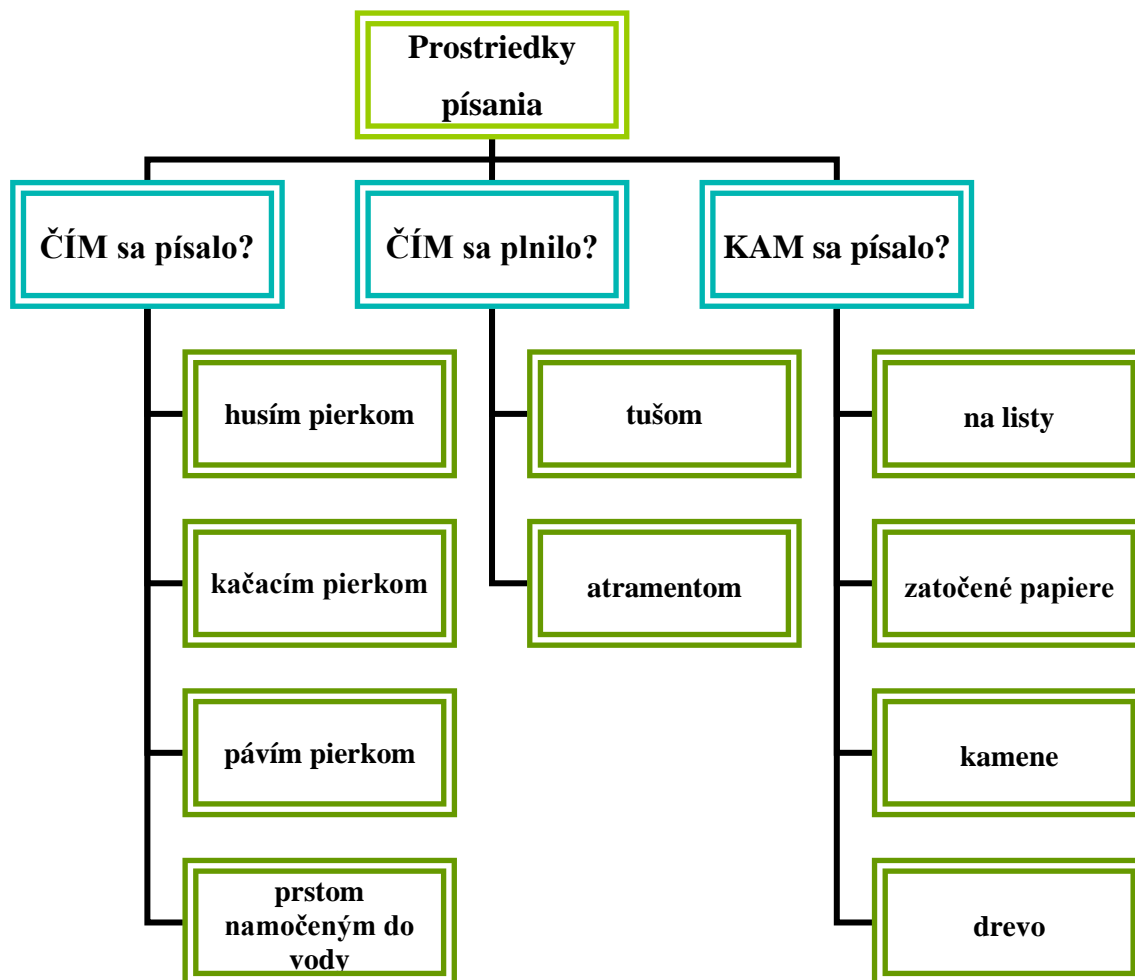 Prostriedky
písania
ČÍM sa písalo?
ČÍM sa plnilo?
KAM sa písalo?
husím pierkom
tušom
na listy
kačacím pierkom
atramentom
zatočené papiere
pávím pierkom
kamene
prstom
namočeným do
vody
drevo